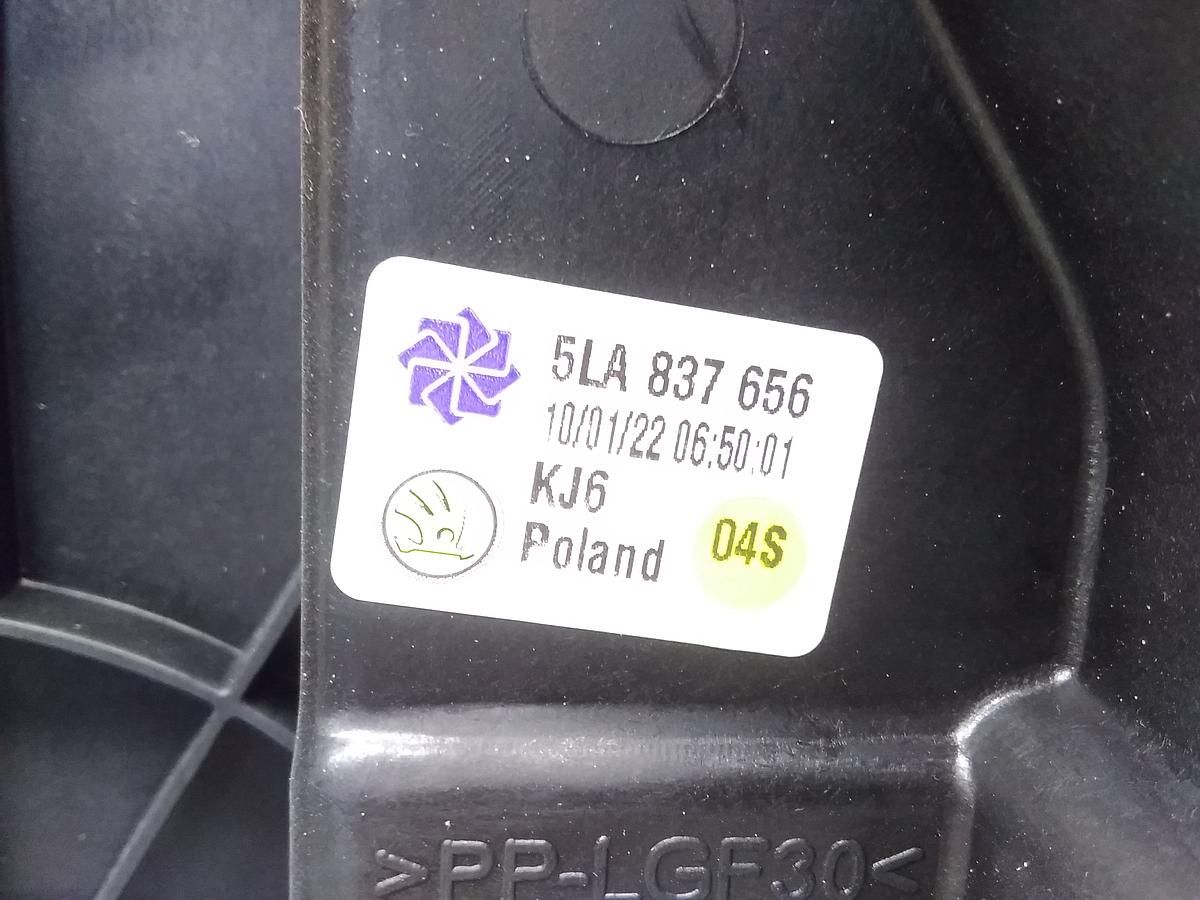 5LA 837 656
10/01/22 06:50:01
KJ6
Poland
04S
>PP-LGF30<